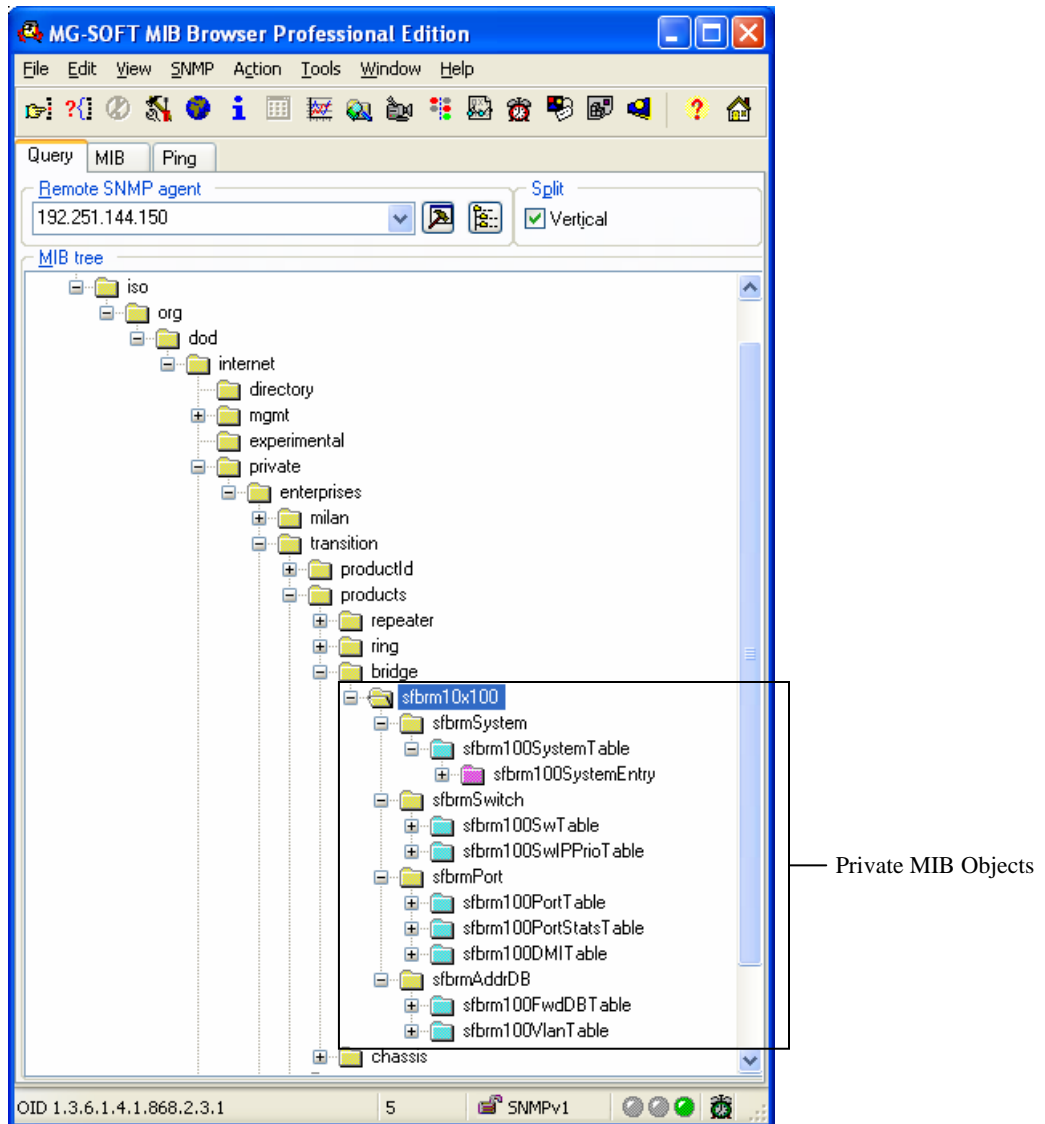 MG-SOFT MIB Browser Professional Edition
File Edit View SNMP Action Tools Window Help
Query MIB Ping
Remote SNMP agent
Split
192.251.144.150
Vertical
MIB tree
iso
org
dod
internet
directory
mgmt
experimental
private
enterprises
milan
transition
productId
products
repeater
ring
bridge
sfbrm10x100
sfbrmSystem
sfbrm100SystemTable
sfbrm100SystemEntry
sfbrmSwitch
sfbrm100SwTable
sfbrm100SwIPPrioTable
sfbrmPort
sfbrm100PortTable
sfbrm100PortStatsTable
sfbrm100DMITable
sfbrmAddrDB
sfbrm100FwdDBTable
sfbrm100VlanTable
chassis
Private MIB Objects
OID 1.3.6.1.4.1.868.2.3.1 5 SNMPv1